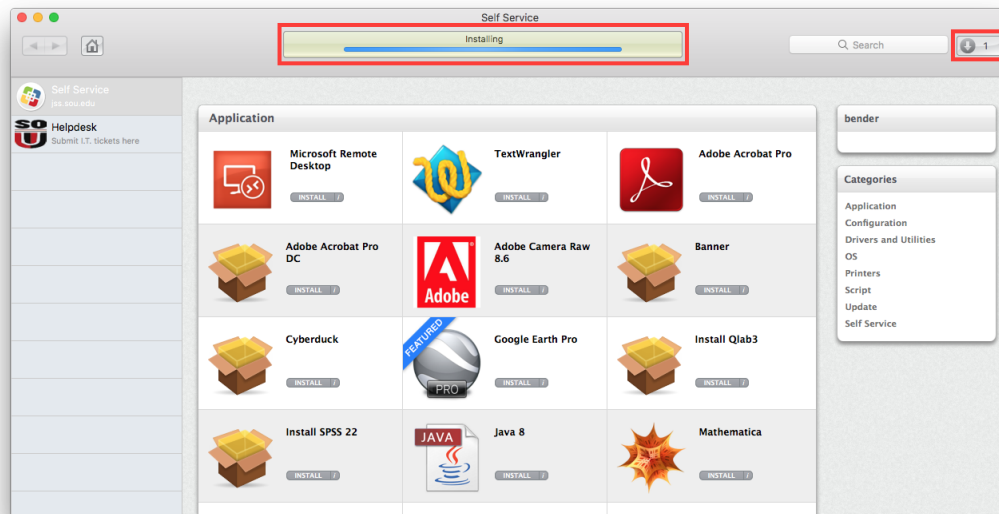 Self Service
Installing
Search
1
Self Service
jss.sou.edu
SOU
Helpdesk
Submit I.T. tickets here
Application
Microsoft Remote
Desktop
INSTALL i
TextWrangler
INSTALL i
Adobe Acrobat Pro
INSTALL i
Adobe Acrobat Pro
DC
INSTALL i
Adobe
Adobe Camera Raw
8.6
INSTALL i
Banner
INSTALL i
Cyberduck
INSTALL i
FEATURED
PRO
Google Earth Pro
INSTALL i
Install Qlab3
INSTALL i
Install SPSS 22
INSTALL i
JAVA
Java 8
INSTALL i
Mathematica
INSTALL i
bender
Categories
Application
Configuration
Drivers and Utilities
OS
Printers
Script
Update
Self Service